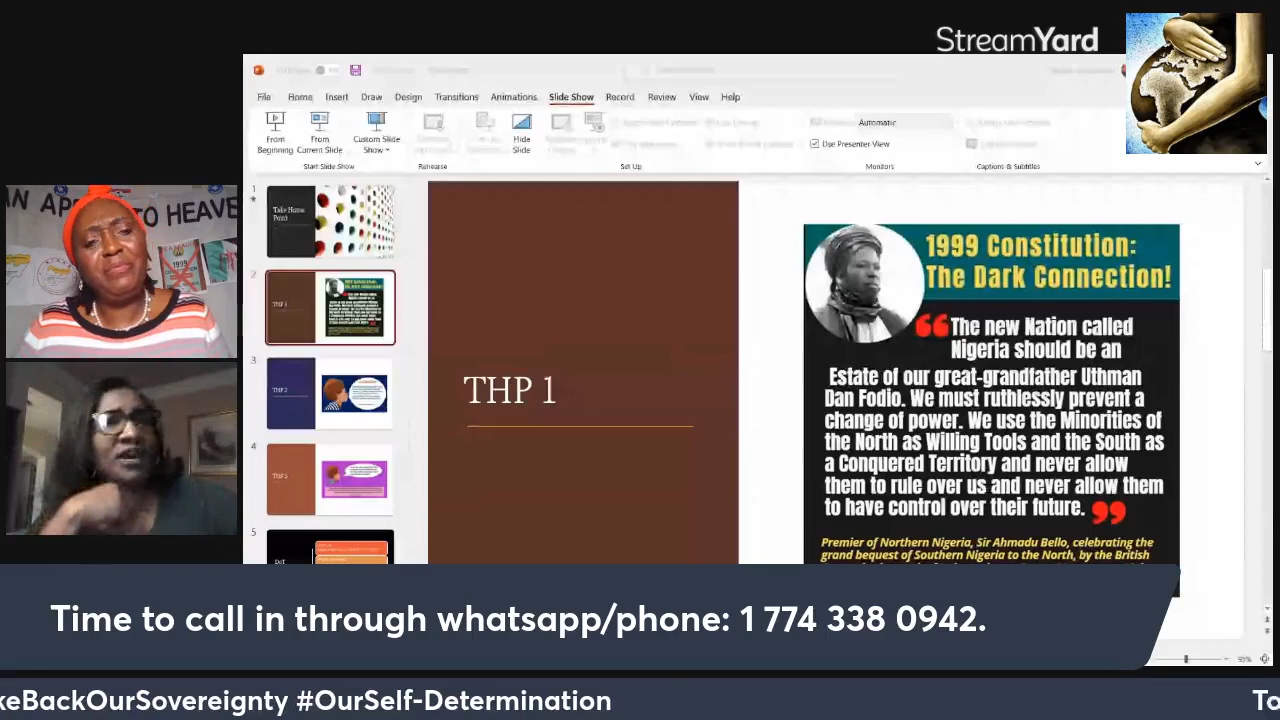 StreamYard
File Home Insert Draw Design Transitions Animations Slide Show Record Review View Help
From Beginning
From Current Slide
Custom Slide Show
Hide Slide
Automatic
Use Presenter View
Start Slide Show
Rehearse
Set Up
Monitors
Captions & Subtitles
AN APPEAL TO HEAVEN
1999
1
Take Home Point
2
THP 1
3
THP 2
4
THP 3
5
THP 1
1999 Constitution:
The Dark Connection!
“The new Nation called
Nigeria should be an
Estate of our great-grandfather Uthman
Dan Fodio. We must ruthlessly prevent a
change of power. We use the Minorities of
the North as Willing Tools and the South as
a Conquered Territory and never allow
them to rule over us and never allow them
to have control over their future.”
Premier of Northern Nigeria, Sir Ahmadu Bello, celebrating the
grand bequest of Southern Nigeria to the North, by the British
Time to call in through whatsapp/phone: 1 774 338 0942.
keBackOurSovereignty #OurSelf-Determination
To